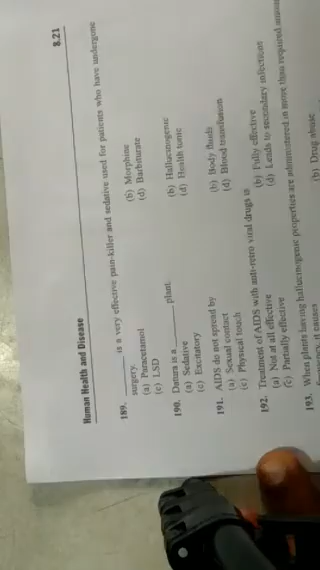 Human Health and Disease
8.21
189. ______ is a very effective pain-killer and sedative used for patients who have undergone
surgery.
(a) Paracetamol (b) Morphine
(c) LSD (d) Barbiturate
190. Datura is a ______ plant.
(a) Sedative (b) Hallucinogenic
(c) Excitatory (d) Health tonic
191. AIDS do not spread by
(a) Sexual contact (b) Body fluids
(c) Physical touch (d) Blood transfusion
192. Treatment of AIDS with anti-retro viral drugs is
(a) Not at all effective (b) Fully effective
(c) Partially effective (d) Leads to secondary infections
193. When plants having hallucinogenic properties are administered in more than required
it causes
(b) Drug abuse